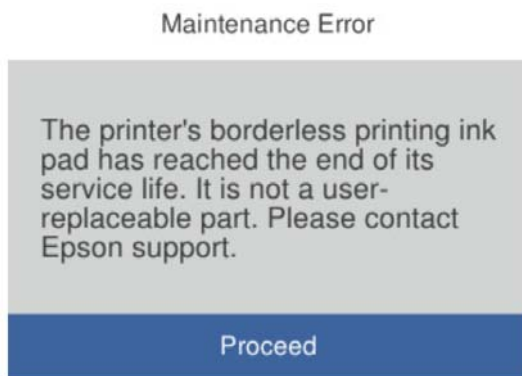 Maintenance Error
The printer's borderless printing ink
pad has reached the end of its
service life. It is not a user-
replaceable part. Please contact
Epson support.
Proceed